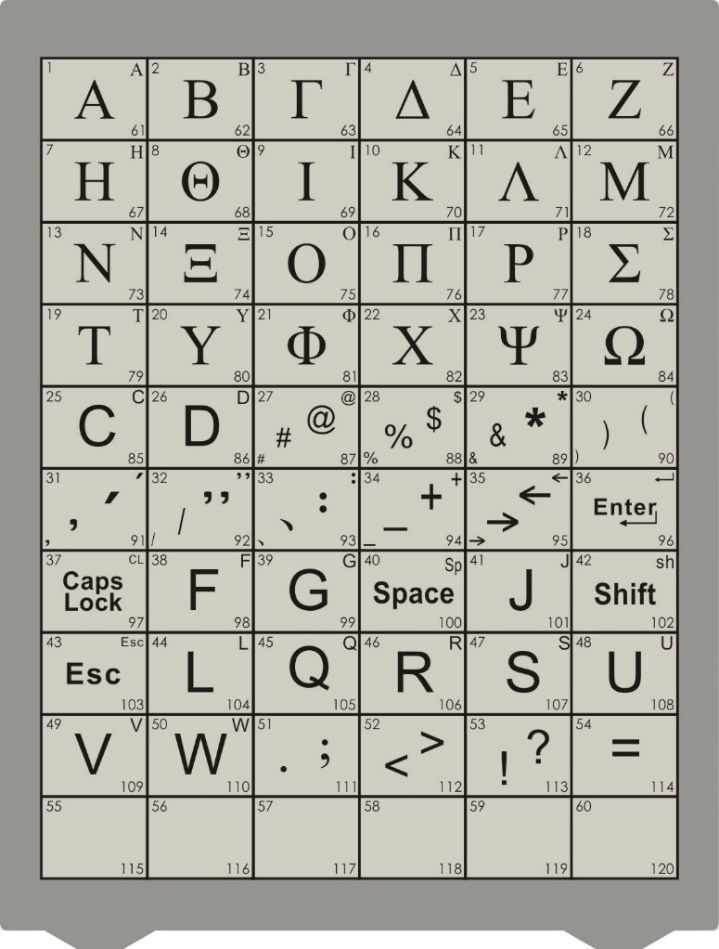 1 Α 2 Β 3 Γ 4 Δ 5 Ε 6 Ζ
Α Β Γ Δ Ε Ζ
61 62 63 64 65 66
7 Η 8 Θ 9 Ι 10 Κ 11 Λ 12 Μ
Η Θ Ι Κ Λ Μ
67 68 69 70 71 72
13 Ν 14 Ξ 15 Ο 16 Π 17 Ρ 18 Σ
Ν Ξ Ο Π Ρ Σ
73 74 75 76 77 78
19 Τ 20 Υ 21 Φ 22 Χ 23 Ψ 24 Ω
Τ Υ Φ Χ Ψ Ω
79 80 81 82 83 84
25 C 26 D 27 @ 28 $ 29 * 30 (
C D # @ % $ & * ) (
85 86 # 87 % 88 & 89 ) 90
31 ΄ 32 ’’ 33 : 34 + 35 ← 36 ↵
, ΄ / ’’ 、 : _ + → ← Enter ↵
, 91 / 92 、 93 _ 94 → 95 96
37 CL 38 F 39 G 40 Sp 41 J 42 sh
Caps
Lock F G Space J Shift
97 98 99 100 101 102
43 Esc 44 L 45 Q 46 R 47 S 48 U
Esc L Q R S U
103 104 105 106 107 108
49 V 50 W 51 52 53 54
V W . ; < > ! ? =
109 110 111 112 113 114
55 56 57 58 59 60
115 116 117 118 119 120